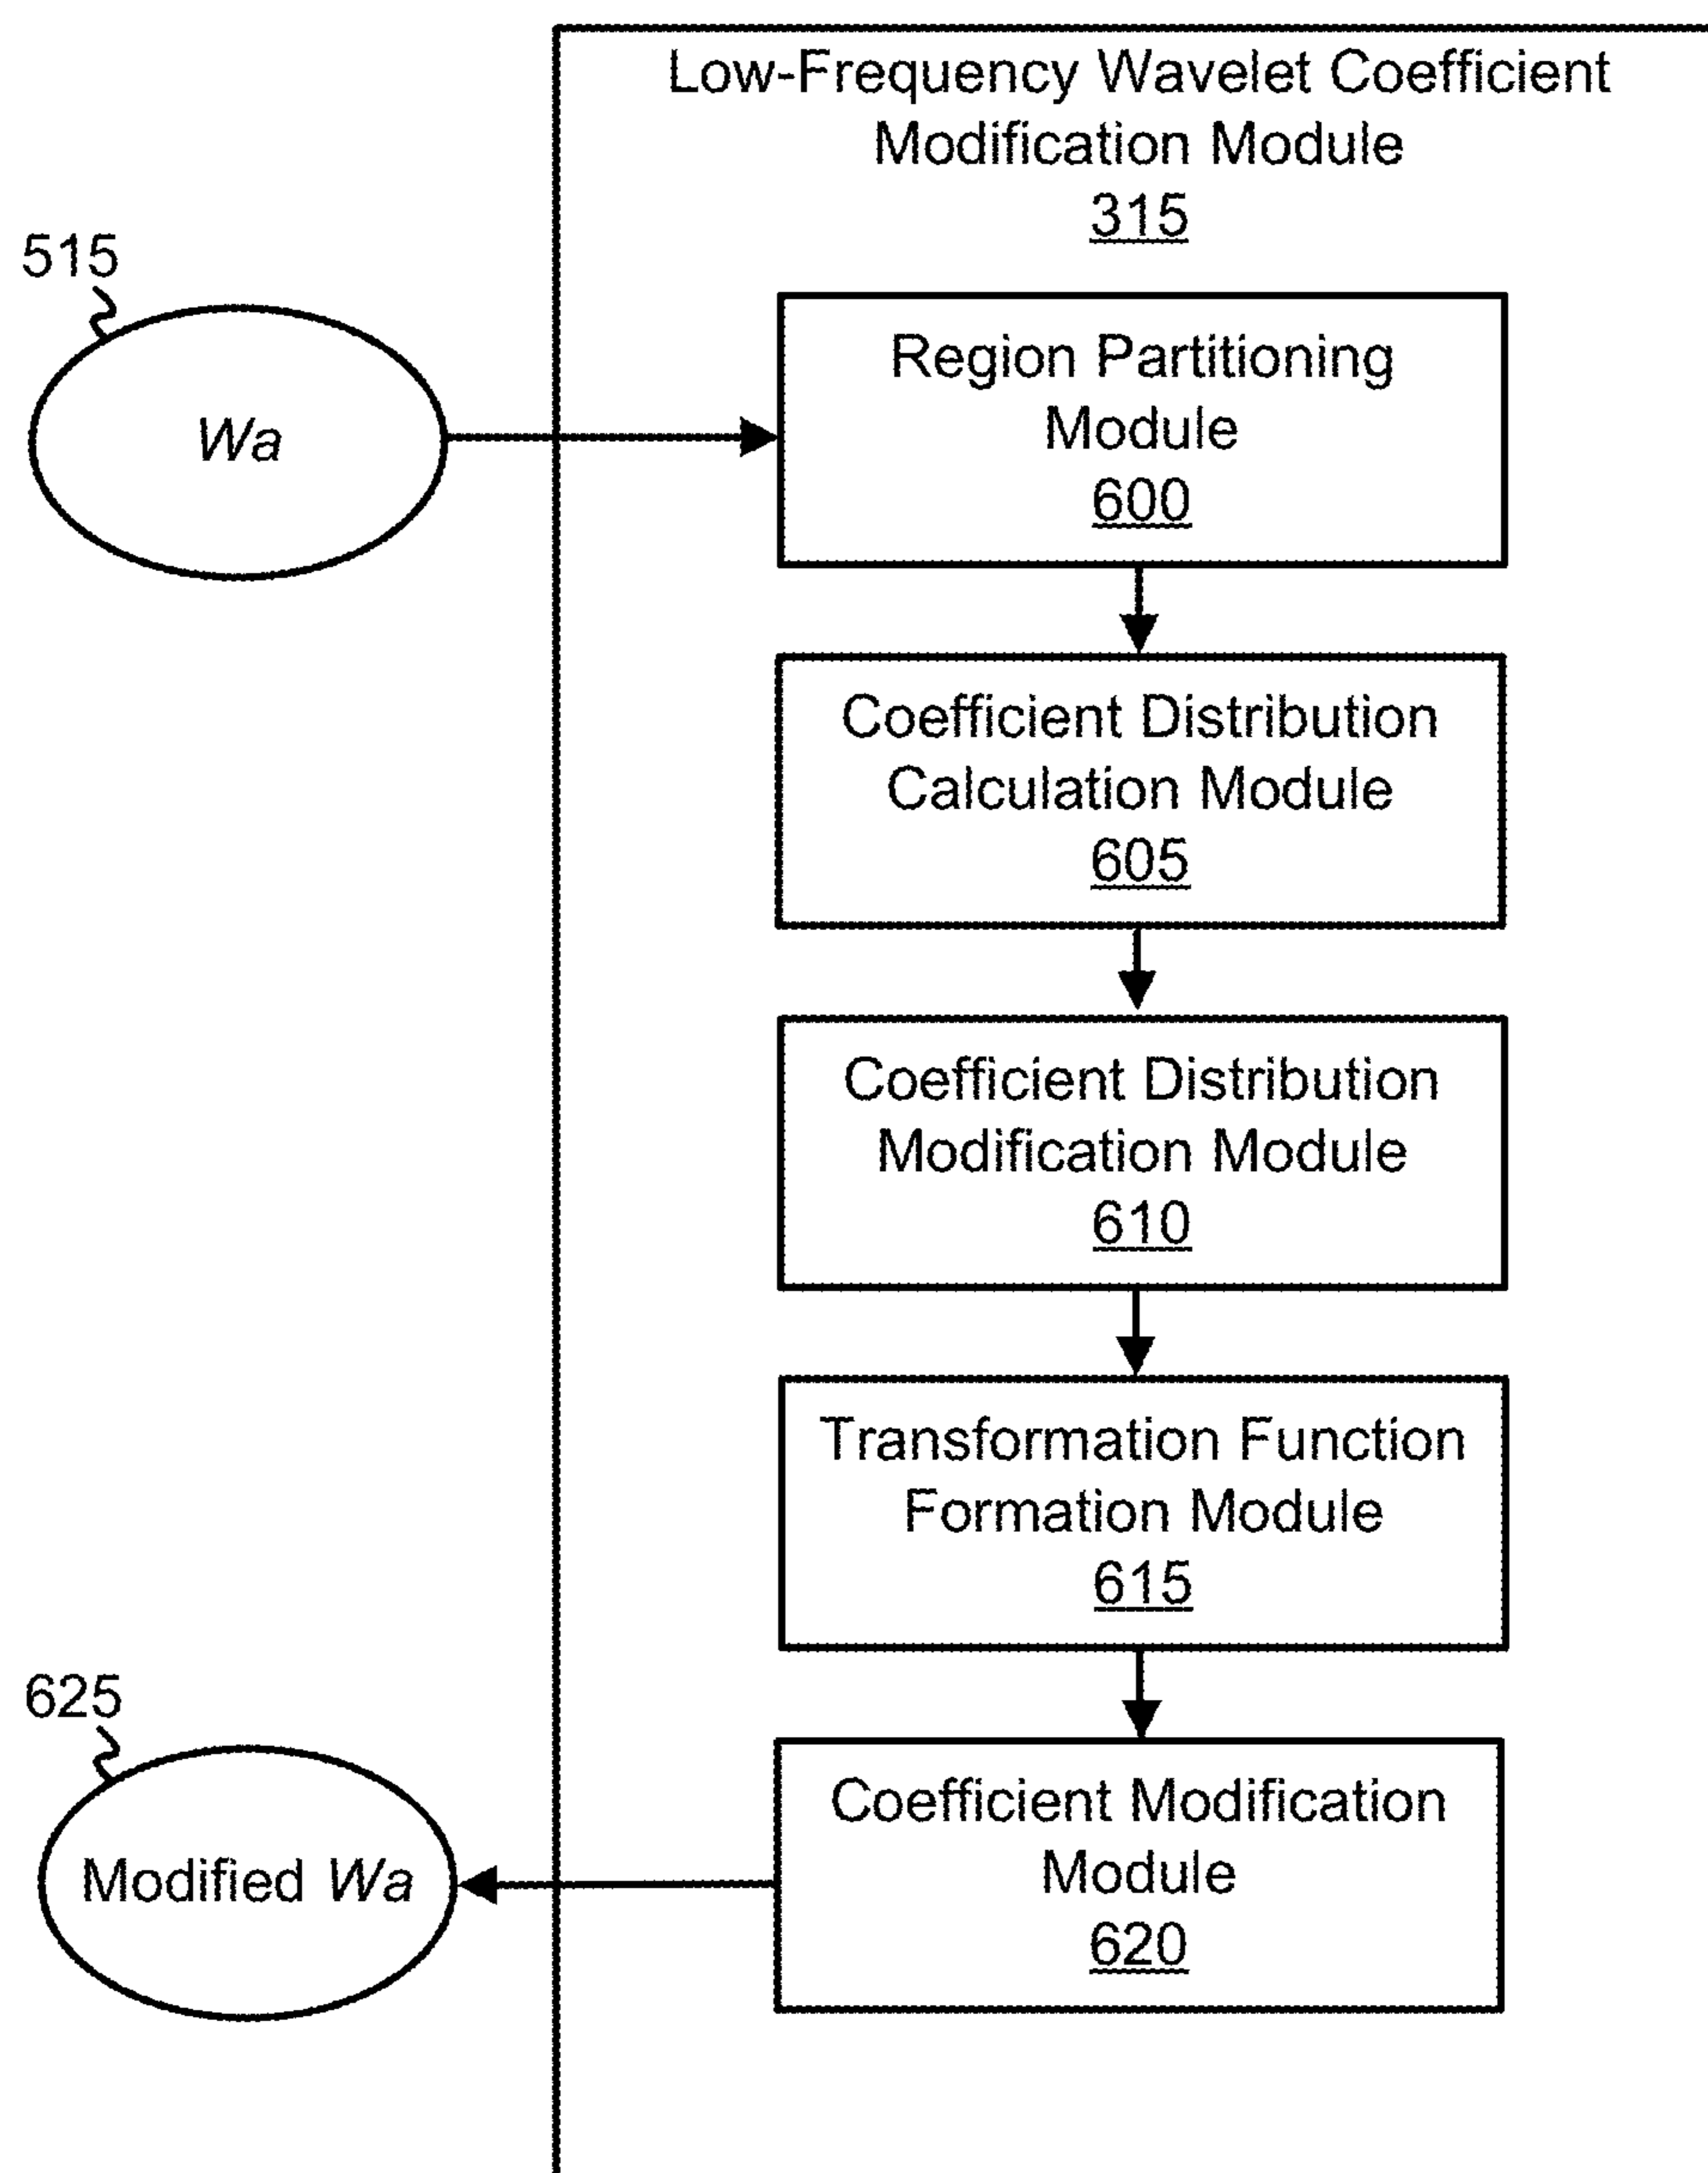 Low-Frequency Wavelet Coefficient
Modification Module
315
515
Wa
Region Partitioning
Module
600
Coefficient Distribution
Calculation Module
605
Coefficient Distribution
Modification Module
610
Transformation Function
Formation Module
615
625
Modified Wa
Coefficient Modification
Module
620